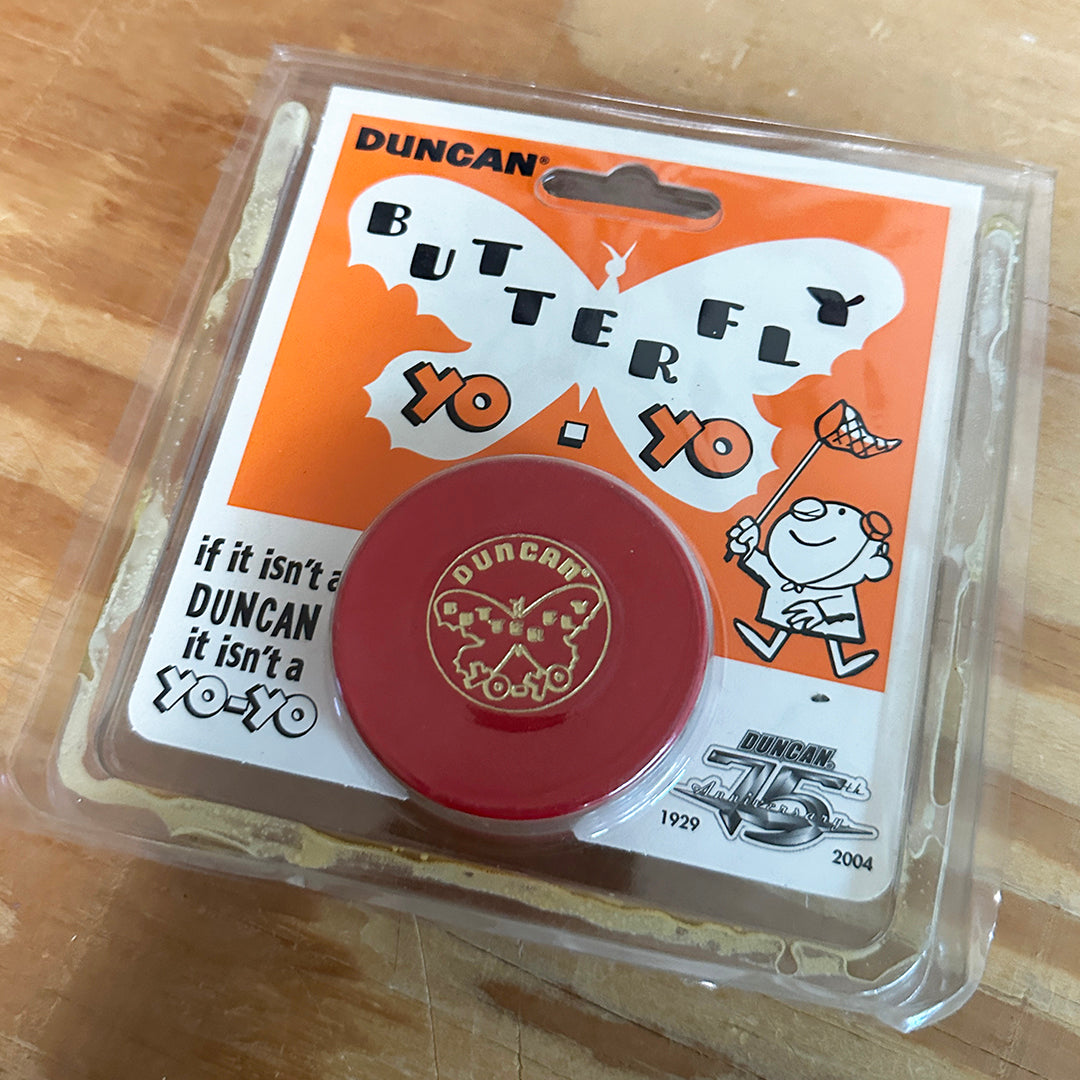 DUNCAN®
BUTTERFLY
YO-YO
if it isn't a
DUNCAN
it isn't a
YO-YO
DUNCAN®
BUTTERFLY
YO-YO
DUNCAN®
75th
Anniversary
1929
2004